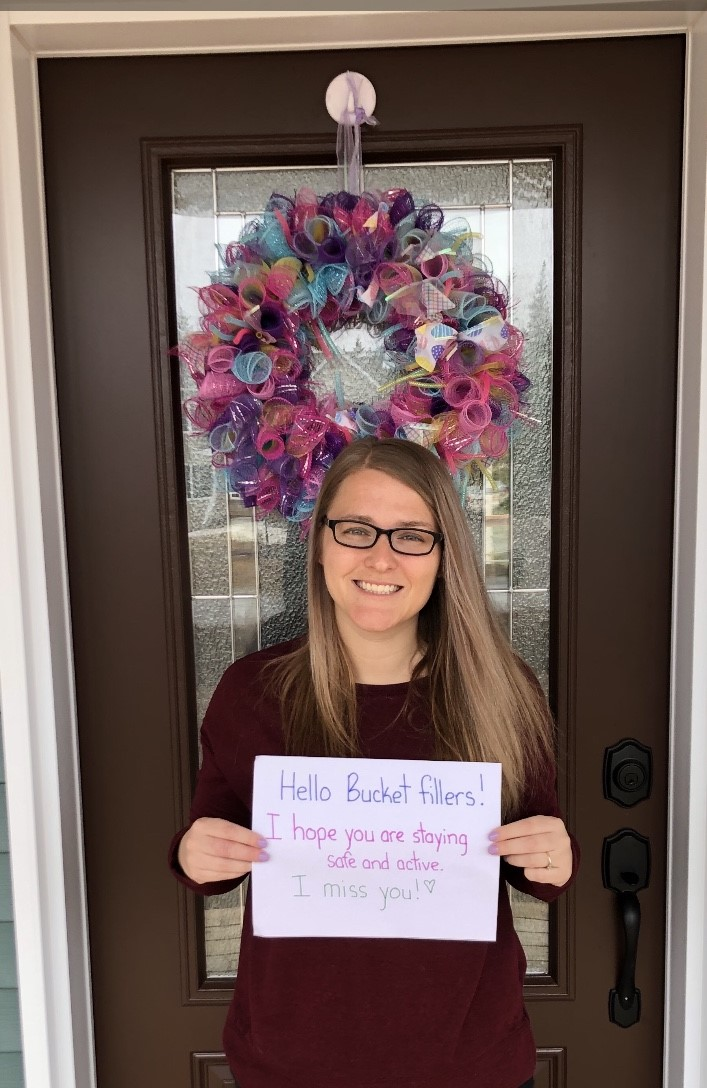 Hello Bucket fillers!
I hope you are staying
safe and active.
I miss you!♡